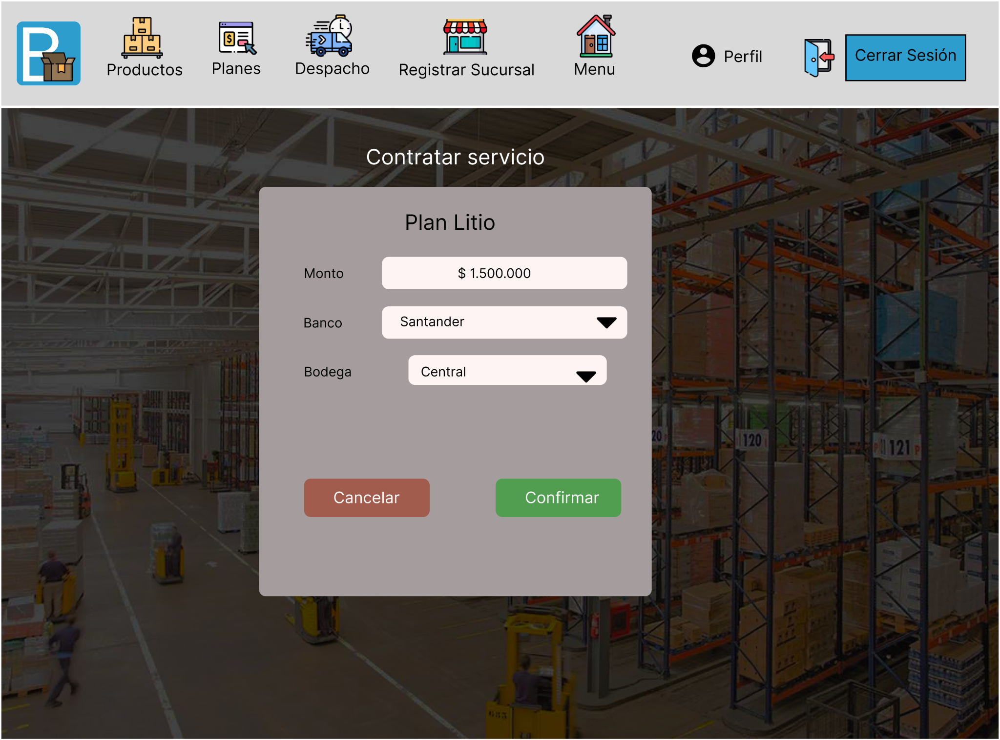 B
Productos
Planes
Despacho
Registrar Sucursal
Menu
Perfil
Cerrar Sesión
Contratar servicio
Plan Litio
Monto
$ 1.500.000
Banco
Santander
Bodega
Central
20
120
121
Cancelar
Confirmar